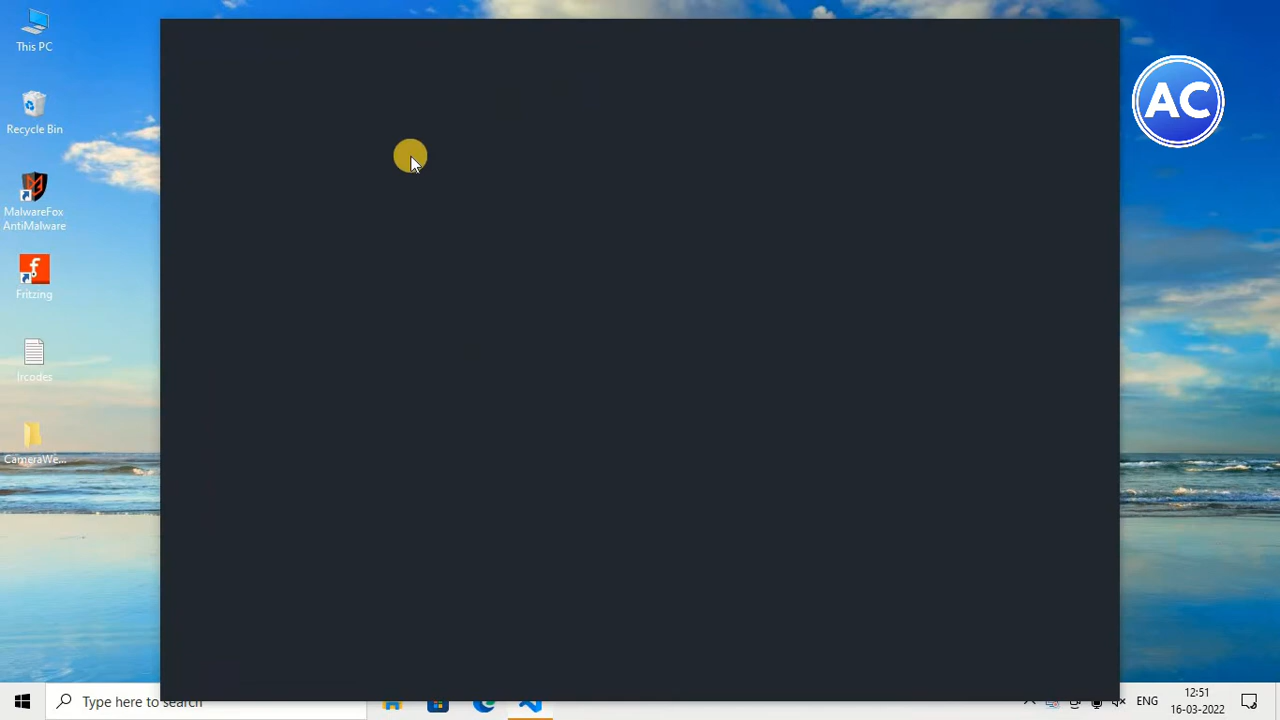 This PC
AC
Recycle Bin
MalwareFox
AntiMalware
Fritzing
Ircodes
CameraWe...
Type here to search
ENG
12:51
16-03-2022